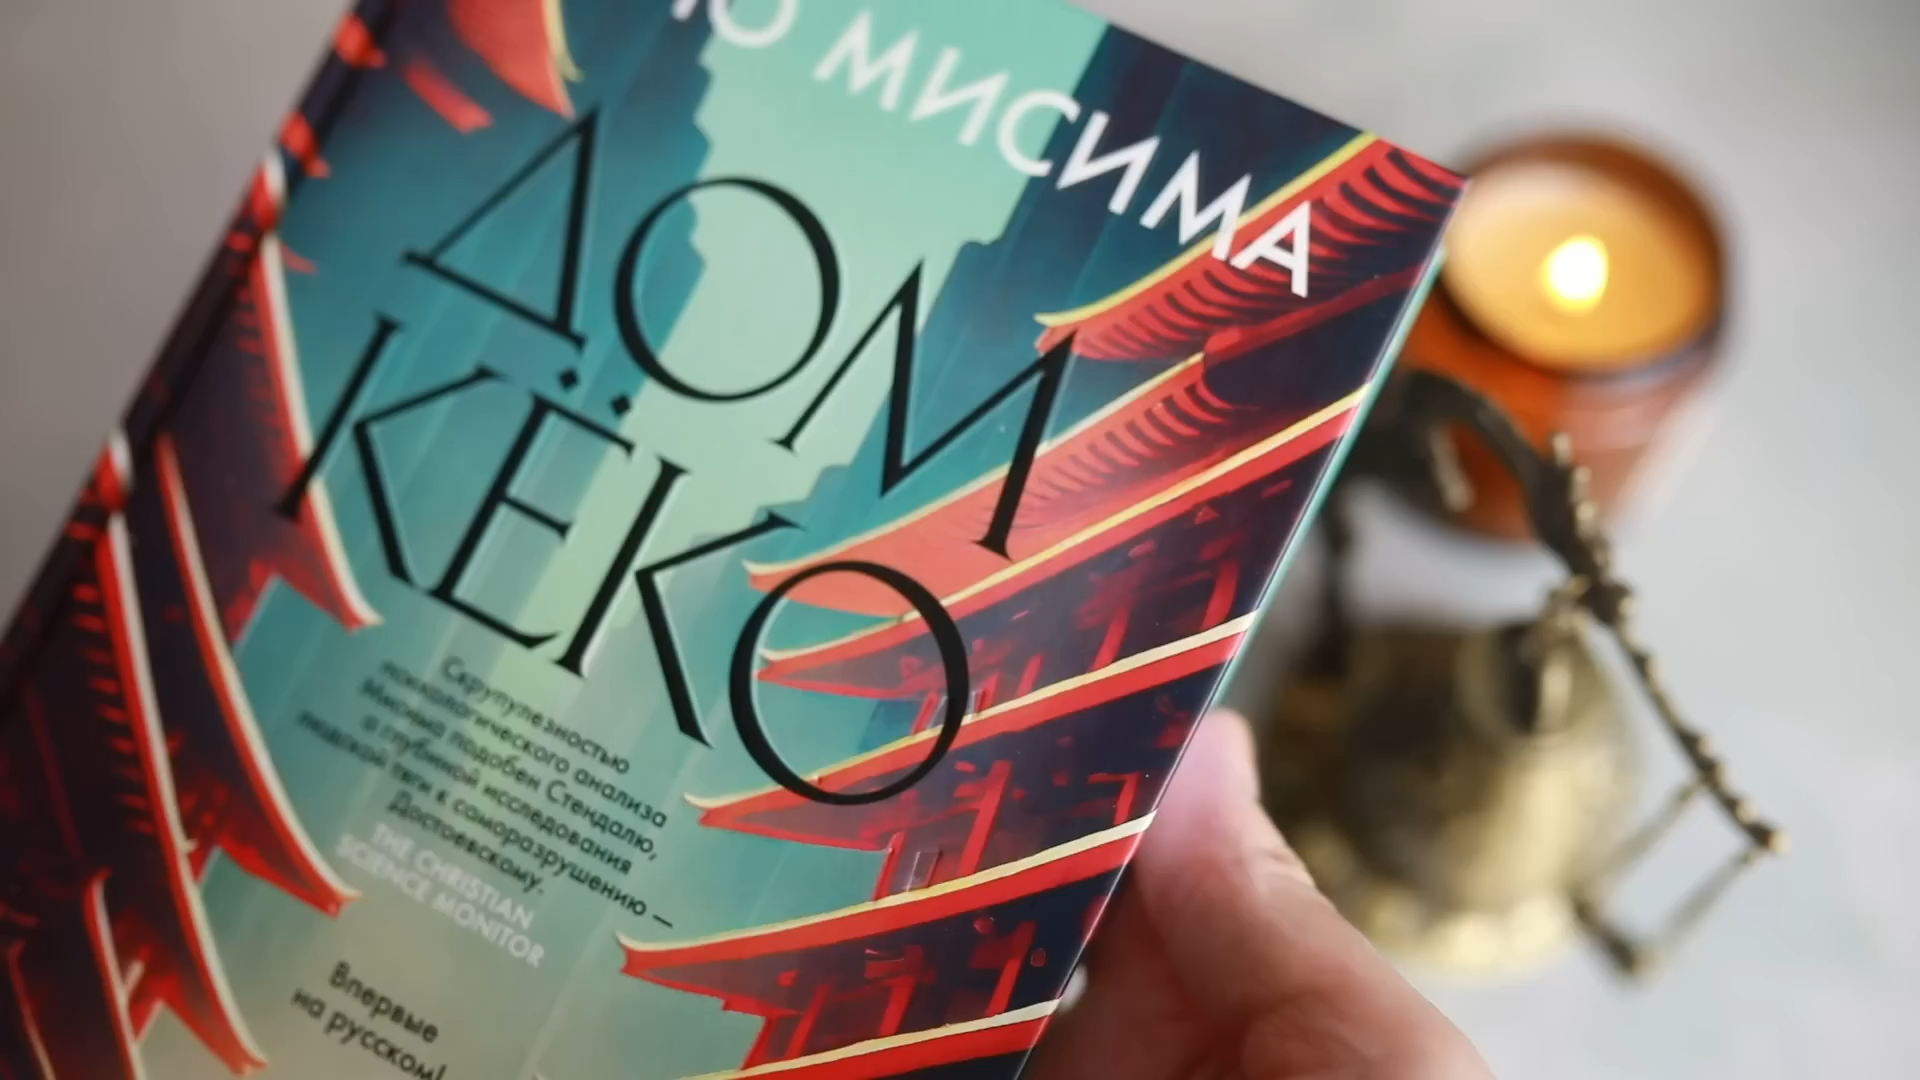 Ю МИСИМА
ДОМ
КЁКО
Скрупулезностью
психологического анализа
Мисима подобен Стендалю,
а глубиной исследования
людской тяги к саморазрушению —
Достоевскому.
THE CHRISTIAN
SCIENCE MONITOR
Впервые
на русском!